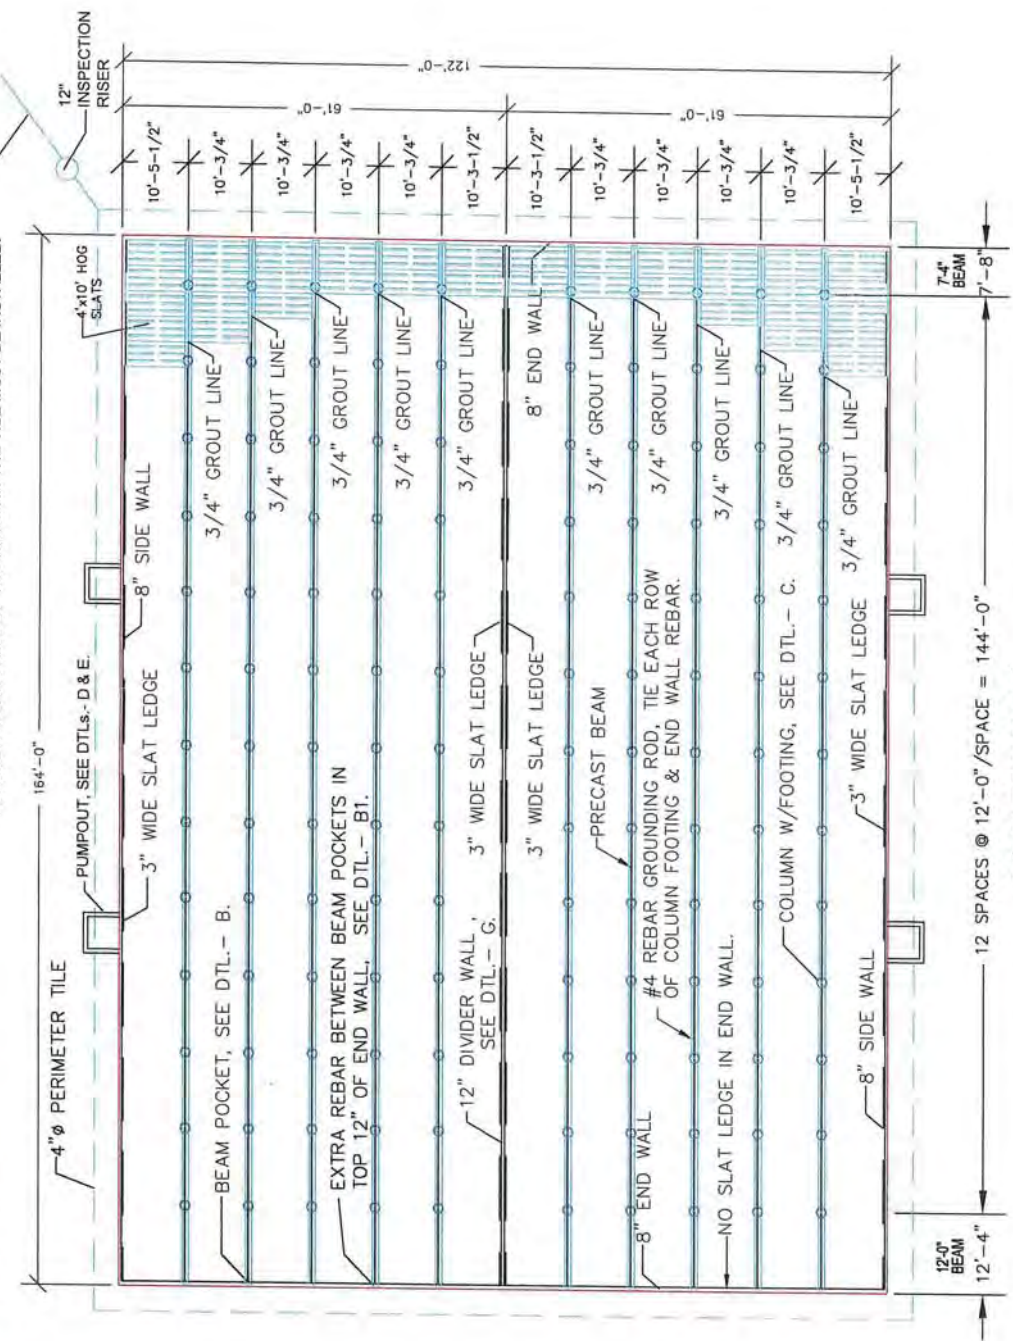 12"
INSPECTION
RISER
122'-0"
61'-0"
61'-0"
10'-5-1/2"
10'-3/4"
10'-3/4"
10'-3/4"
10'-3/4"
10'-3-1/2"
10'-3-1/2"
10'-3/4"
10'-3/4"
10'-3/4"
10'-3/4"
10'-5-1/2"
164'-0"
4'x10' HOG
SLATS
PUMPOUT, SEE DTLs.- D & E.
4"ø PERIMETER TILE
8" SIDE WALL
3" WIDE SLAT LEDGE
3/4" GROUT LINE
3/4" GROUT LINE
3/4" GROUT LINE
3/4" GROUT LINE
3/4" GROUT LINE
BEAM POCKET, SEE DTL.- B.
EXTRA REBAR BETWEEN BEAM POCKETS IN
TOP 12" OF END WALL, SEE DTL.- B1.
12" DIVIDER WALL,
SEE DTL.- G.
3" WIDE SLAT LEDGE
3" WIDE SLAT LEDGE
8" END WALL
3/4" GROUT LINE
3/4" GROUT LINE
3/4" GROUT LINE
3/4" GROUT LINE
3/4" GROUT LINE
PRECAST BEAM
#4 REBAR GROUNDING ROD, TIE EACH ROW
OF COLUMN FOOTING & END WALL REBAR.
8" END WALL
NO SLAT LEDGE IN END WALL.
COLUMN W/FOOTING, SEE DTL.- C.
3" WIDE SLAT LEDGE
8" SIDE WALL
12'-0"
BEAM
12'-4"
12 SPACES @ 12'-0"/SPACE = 144'-0"
7'-4"
BEAM
7'-8"